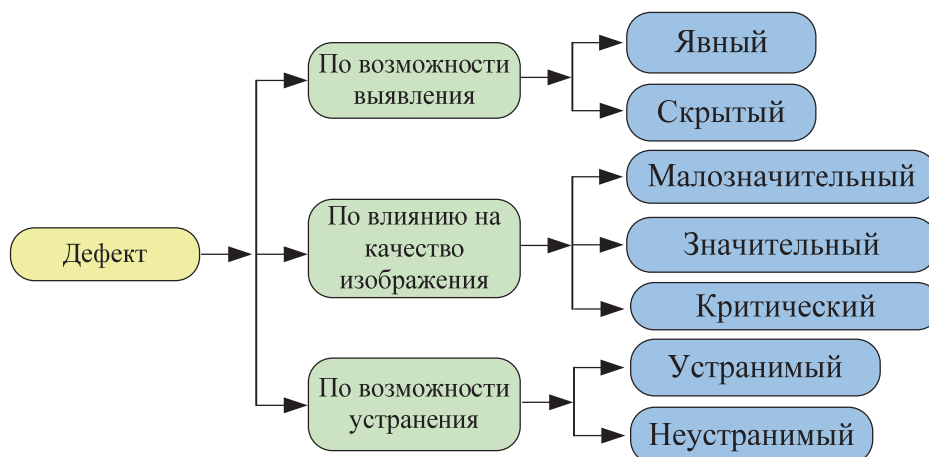 Дефект
По возможности
выявления
Явный
Скрытый
По влиянию на
качество
изображения
Малозначительный
Значительный
Критический
По возможности
устранения
Устранимый
Неустранимый